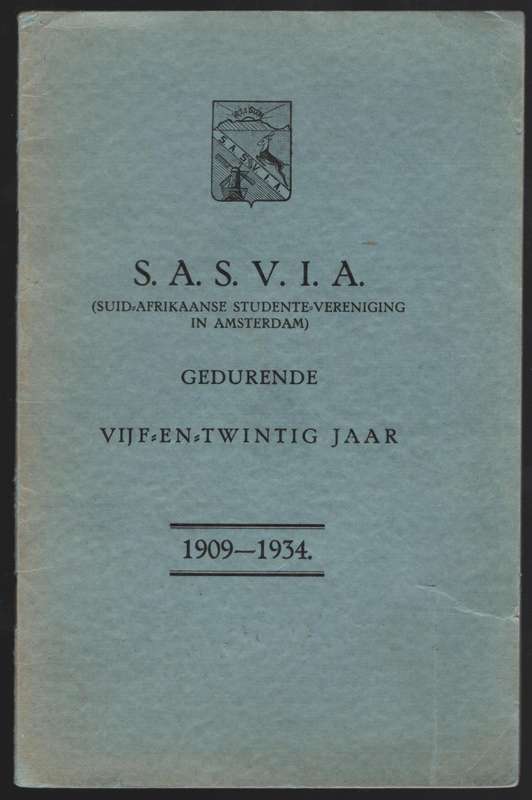 S A S V I A
S. A. S. V. I. A.
(SUID-AFRIKAANSE STUDENTE-VERENIGING
IN AMSTERDAM)
GEDURENDE
VIJF-EN-TWINTIG JAAR
1909—1934.